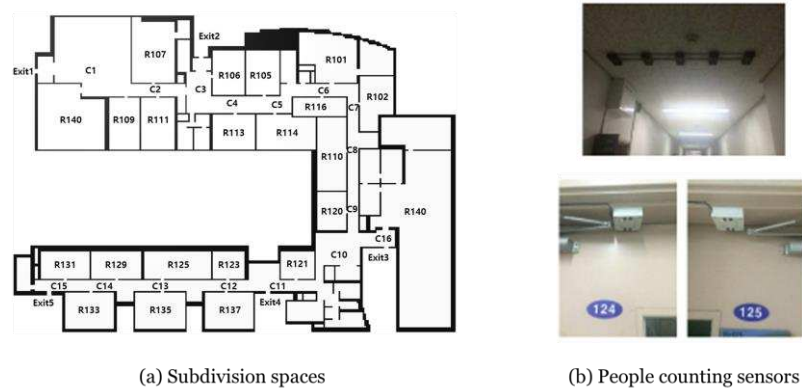 Exit2
R107
R101
Exit1
C1
R106
R105
C2
C3
C6
R102
C4
C5
R116
C7
R140
R109
R111
R113
R114
C8
R110
R140
C9
R120
C16
Exit3
C10
R131
R129
R125
R123
R121
C15
C14
C13
C12
C11
Exit5
Exit4
R133
R135
R137
124
125
(a) Subdivision spaces
(b) People counting sensors